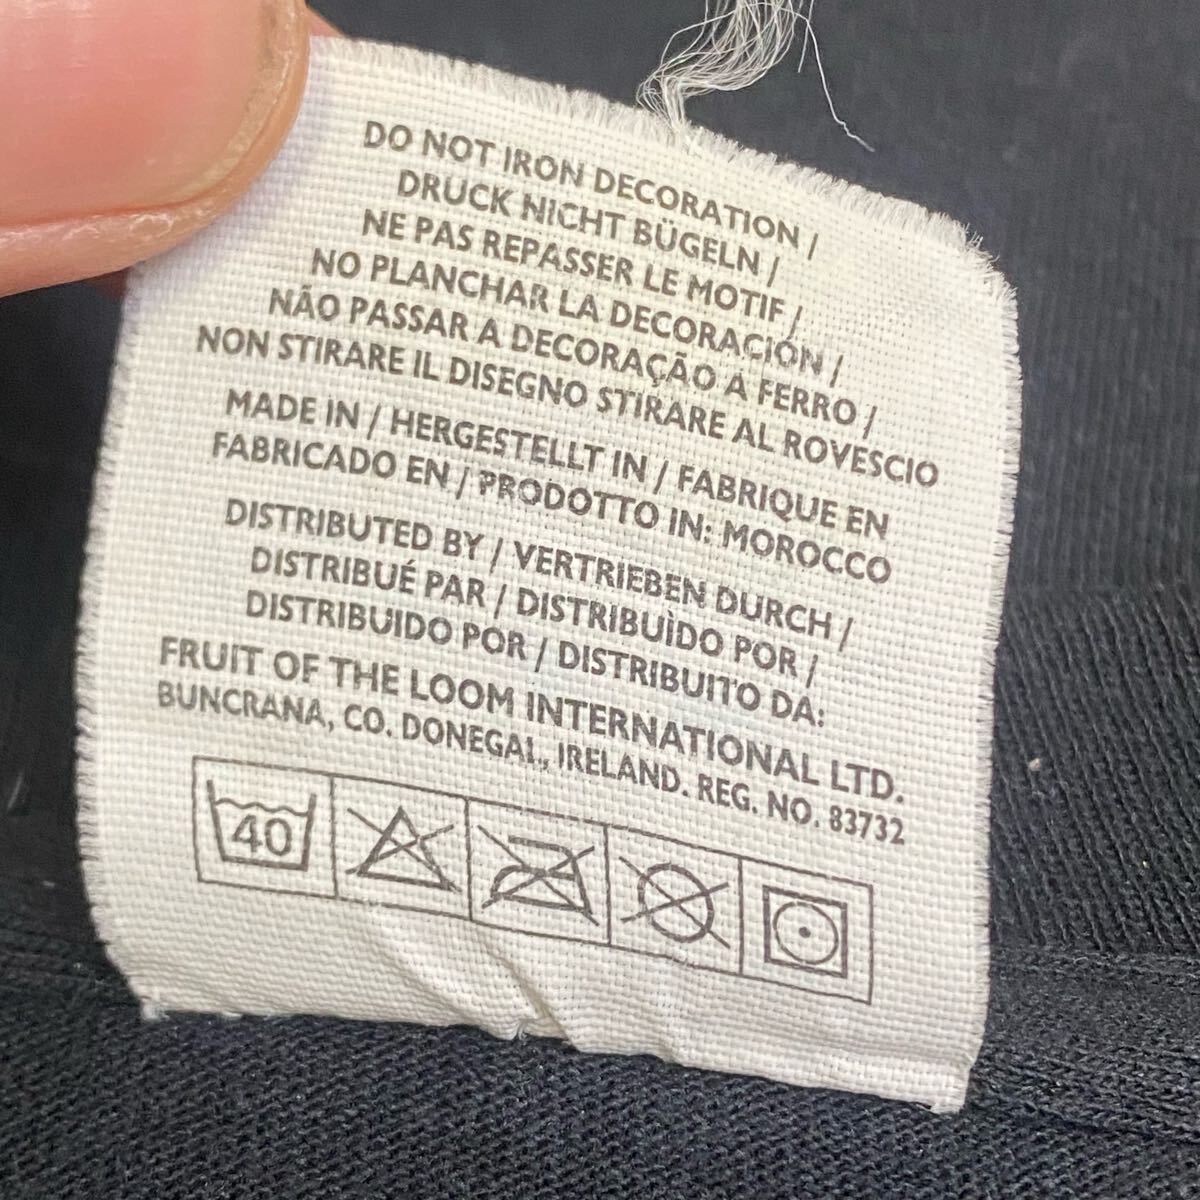 DO NOT IRON DECORATION /
DRUCK NICHT BÜGELN /
NE PAS REPASSER LE MOTIF /
NO PLANCHAR LA DECORACIÓN /
NÃO PASSAR A DECORAÇÃO A FERRO /
NON STIRARE IL DISEGNO STIRARE AL ROVESCIO
MADE IN / HERGESTELLT IN / FABRIQUE EN
FABRICADO EN / PRODOTTO IN: MOROCCO
DISTRIBUTED BY / VERTRIEBEN DURCH /
DISTRIBUÉ PAR / DISTRIBUÌDO POR /
DISTRIBUIDO POR / DISTRIBUITO DA:
FRUIT OF THE LOOM INTERNATIONAL LTD.
BUNCRANA, CO. DONEGAL, IRELAND. REG. NO. 83732
40